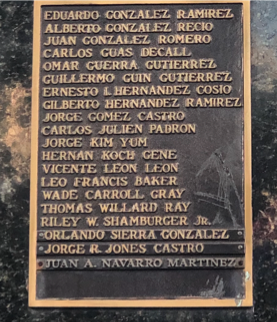 EDUARDO GONZALEZ RAMIREZ
ALBERTO GONZALEZ RECIO
JUAN GONZALEZ ROMERO
CARLOS GUAS DECALL
OMAR GUERRA GUTIERREZ
GUILLERMO GUIN GUTIERREZ
ERNESTO I. HERNANDEZ COSIO
GILBERTO HERNANDEZ RAMIREZ
JORGE GOMEZ CASTRO
CARLOS JULIEN PADRON
JORGE KIM YUM
HERNAN KOCH GENE
VICENTE LEON LEON
LEO FRANCIS BAKER
WADE CARROLL GRAY
THOMAS WILLARD RAY
RILEY W. SHAMBURGER JR.
ORLANDO SIERRA GONZALEZ
JORGE R. JONES CASTRO
JUAN A. NAVARRO MARTINEZ